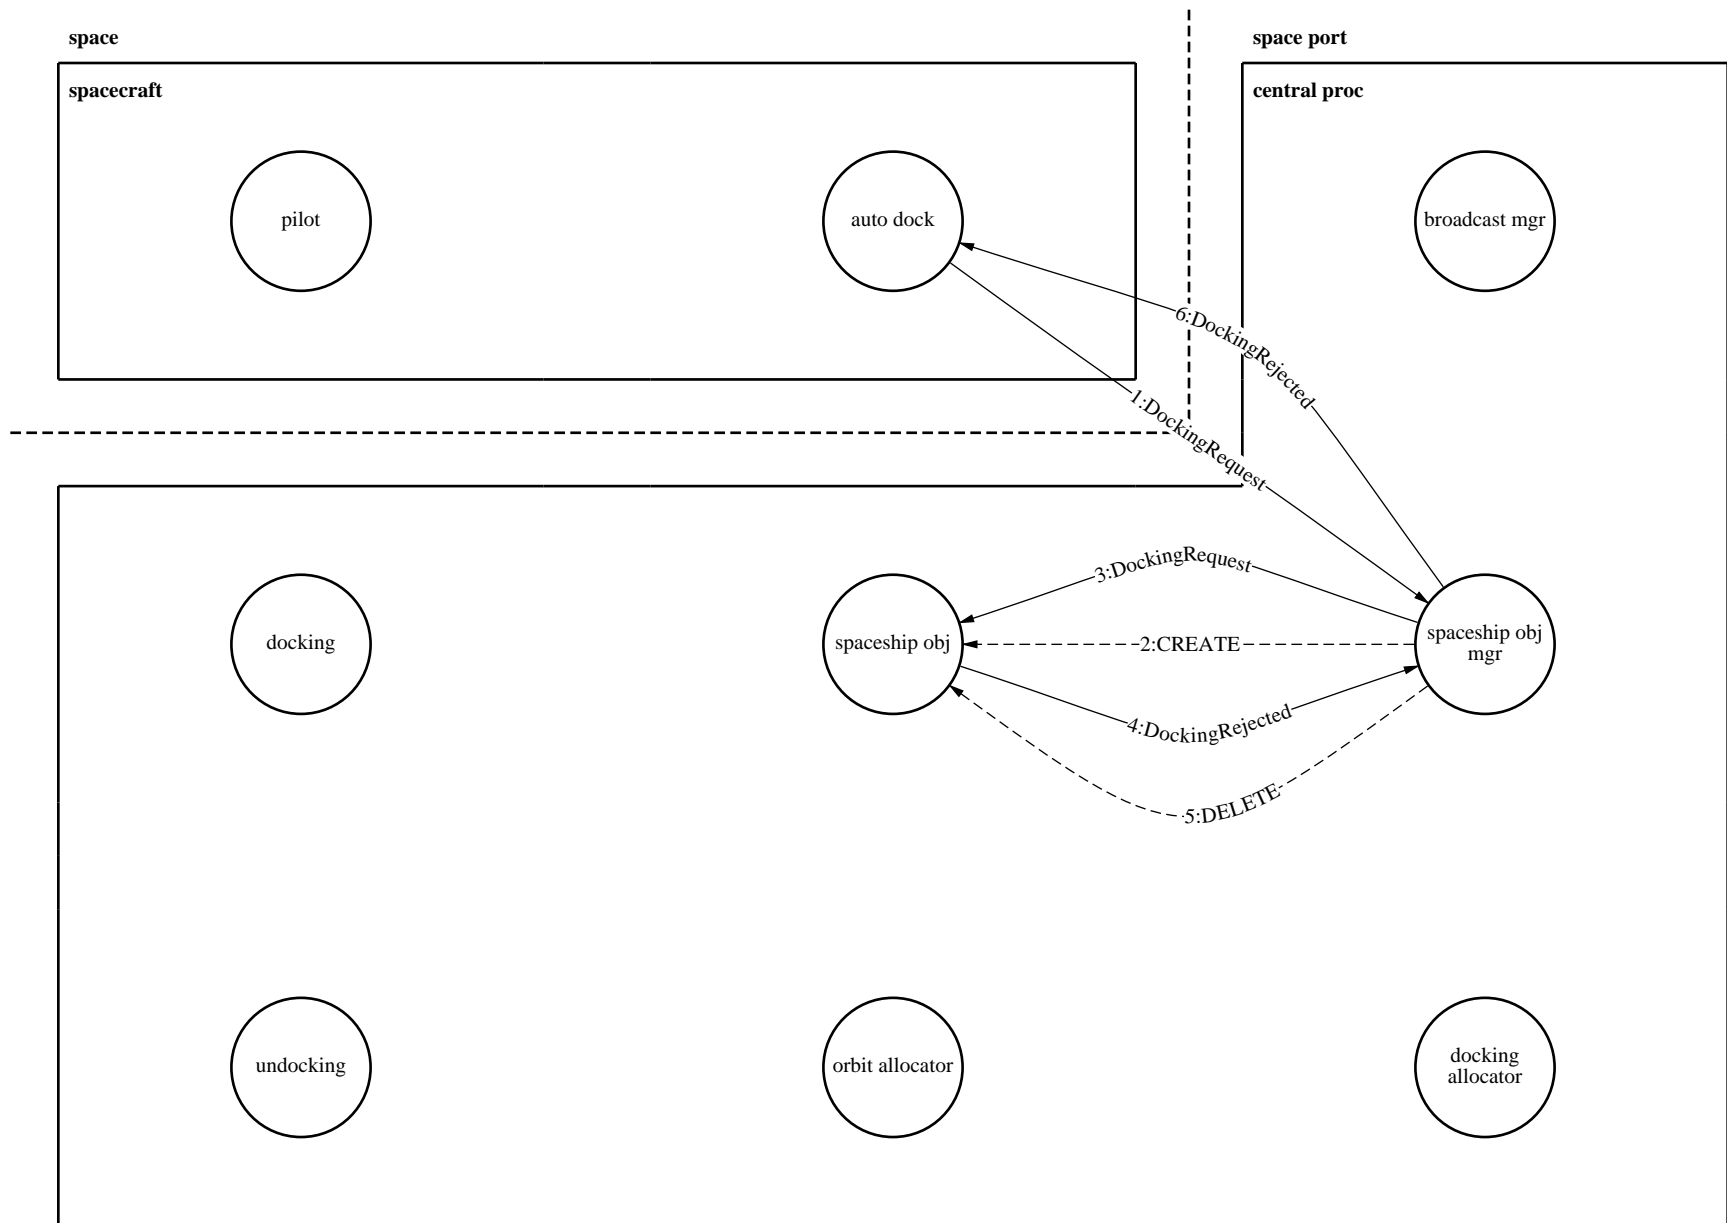 space
space port
spacecraft
central proc
pilot
auto dock
broadcast mgr
6:DockingRejected
1:DockingRequest
3:DockingRequest
docking
spaceship obj
2:CREATE
spaceship obj
mgr
4:DockingRejected
5:DELETE
undocking
orbit allocator
docking
allocator